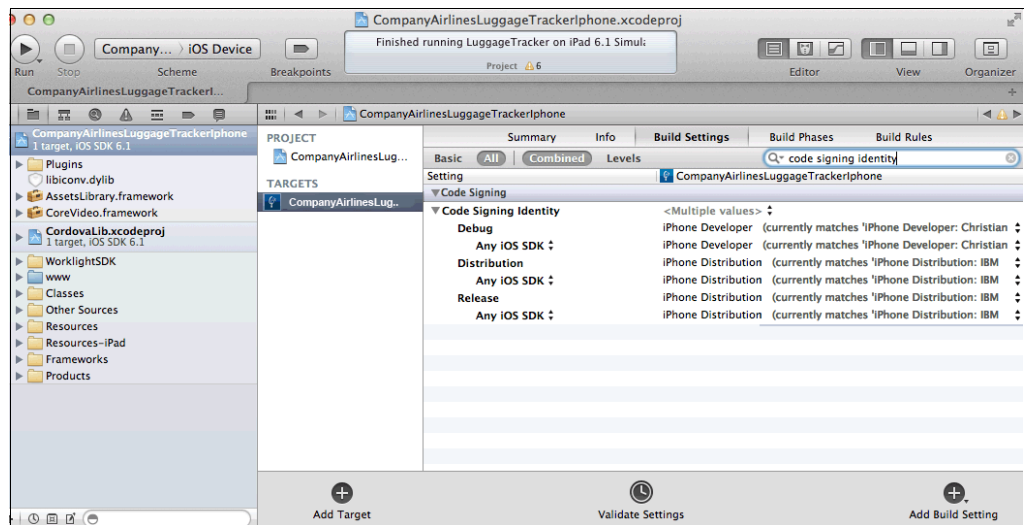 CompanyAirlinesLuggageTrackerIphone.xcodeproj
Company... iOS Device
Finished running LuggageTracker on iPad 6.1 Simula
Project 6
Run Stop Scheme Breakpoints Editor View Organizer
CompanyAirlinesLuggageTrackerI...
CompanyAirlinesLuggageTrackerIphone
CompanyAirlinesLuggageTrackerIphone
1 target, iOS SDK 6.1
Plugins
libiconv.dylib
AssetsLibrary.framework
CoreVideo.framework
CordovaLib.xcodeproj
1 target, iOS SDK 6.1
WorklightSDK
www
Classes
Other Sources
Resources
Resources-iPad
Frameworks
Products
PROJECT
CompanyAirlinesLug...
TARGETS
CompanyAirlinesLug..
Summary Info Build Settings Build Phases Build Rules
Basic All Combined Levels code signing identity
Setting CompanyAirlinesLuggageTrackerIphone
Code Signing
Code Signing Identity <Multiple values>
Debug iPhone Developer (currently matches 'iPhone Developer: Christian
Any iOS SDK iPhone Developer (currently matches 'iPhone Developer: Christian
Distribution iPhone Distribution (currently matches 'iPhone Distribution: IBM
Any iOS SDK iPhone Distribution (currently matches 'iPhone Distribution: IBM
Release iPhone Distribution (currently matches 'iPhone Distribution: IBM
Any iOS SDK iPhone Distribution (currently matches 'iPhone Distribution: IBM
Add Target Validate Settings Add Build Setting